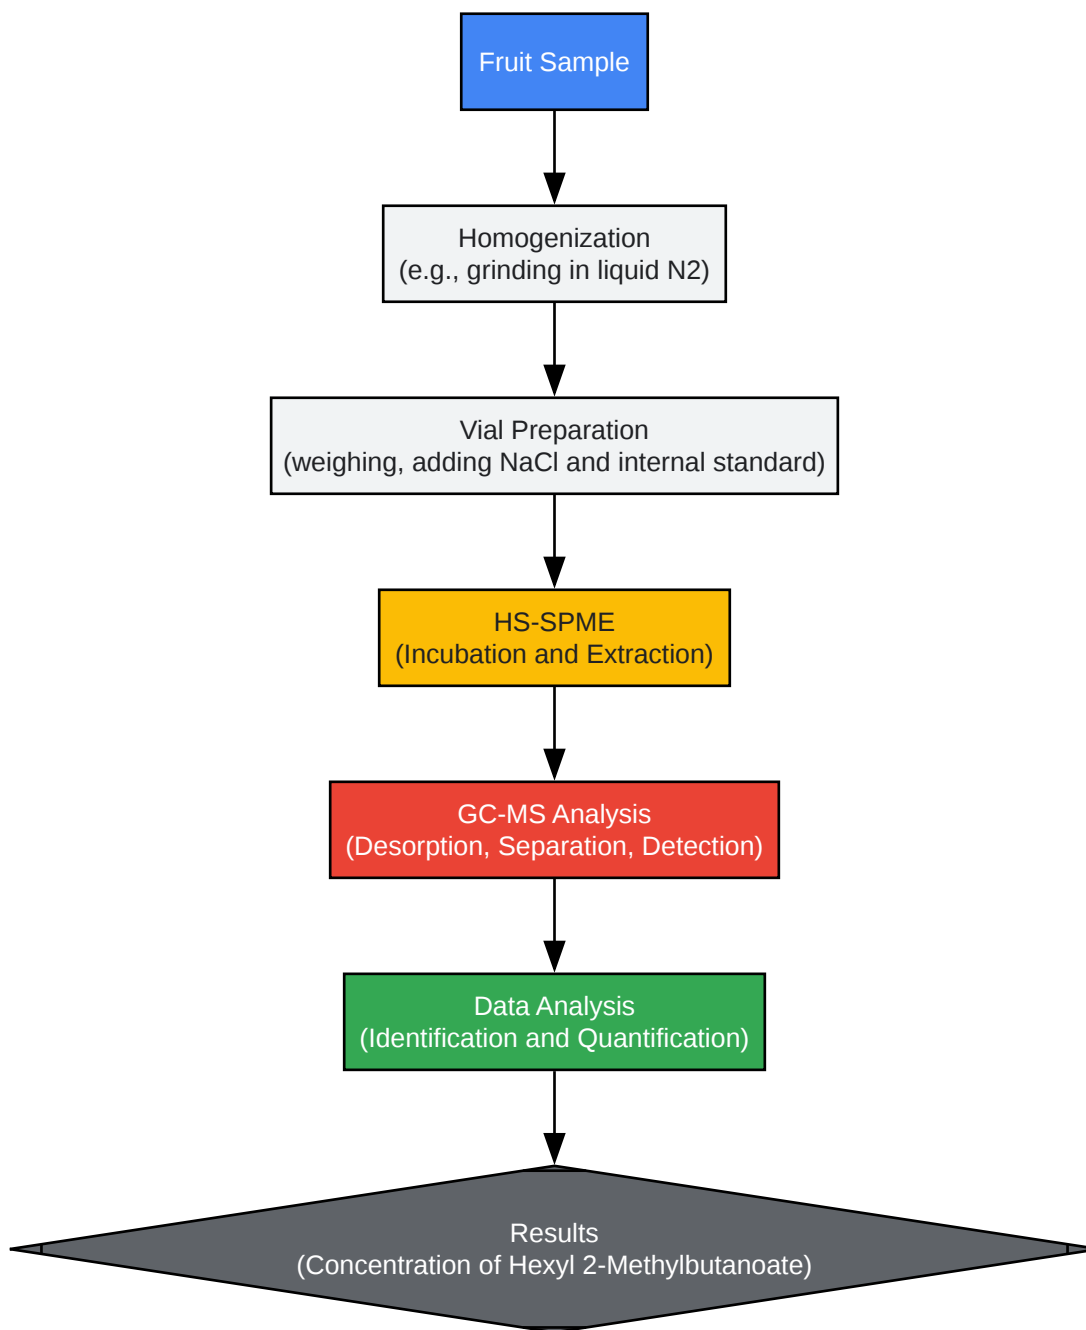 Fruit Sample
Homogenization
(e.g., grinding in liquid N2)
Vial Preparation
(weighing, adding NaCl and internal standard)
HS-SPME
(Incubation and Extraction)
GC-MS Analysis
(Desorption, Separation, Detection)
Data Analysis
(Identification and Quantification)
Results
(Concentration of Hexyl 2-Methylbutanoate)